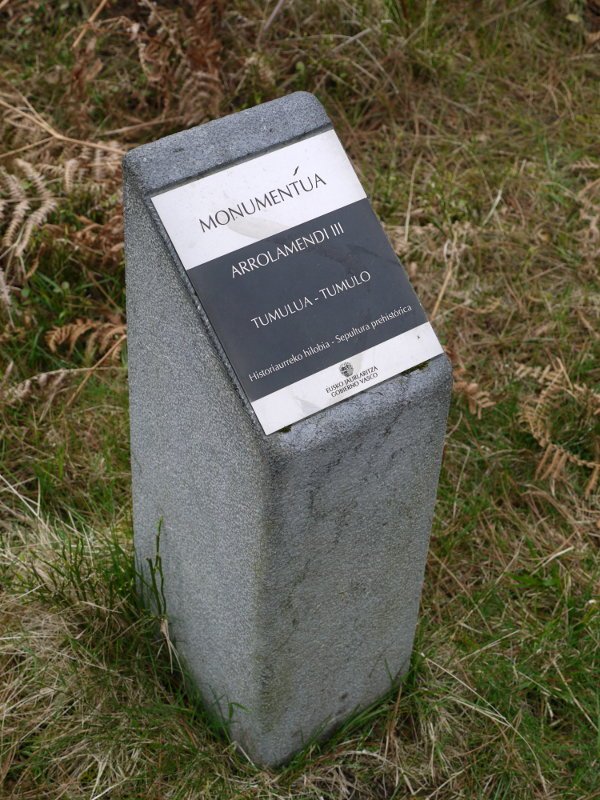 MONUMENTUA
ARROLAMENDI III
TUMULUA - TUMULO
Historiaurreko hilobia - Sepultura prehistórica
EUSKO JAURLARITZA
GOBIERNO VASCO